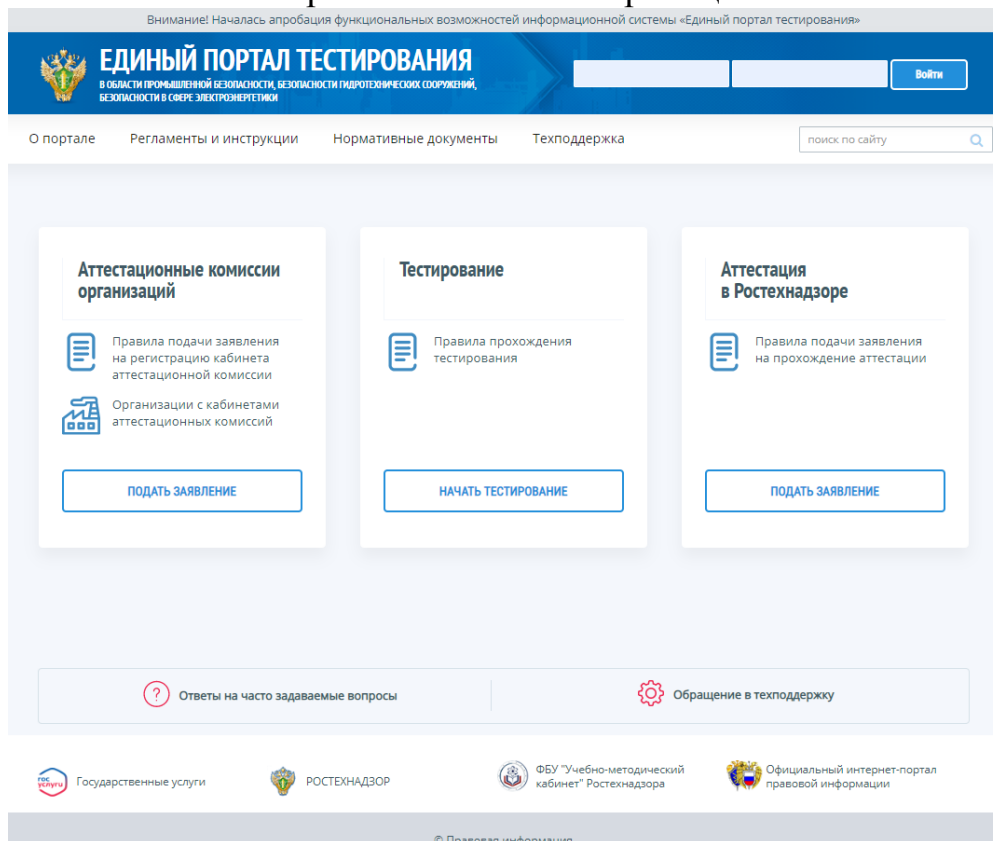 Внимание! Началась апробация функциональных возможностей информационной системы «Единый портал тестирования»
ЕДИНЫЙ ПОРТАЛ ТЕСТИРОВАНИЯ
В ОБЛАСТИ ПРОМЫШЛЕННОЙ БЕЗОПАСНОСТИ, БЕЗОПАСНОСТИ ГИДРОТЕХНИЧЕСКИХ СООРУЖЕНИЙ,
БЕЗОПАСНОСТИ В СФЕРЕ ЭЛЕКТРОЭНЕРГЕТИКИ
Войти
О портале Регламенты и инструкции Нормативные документы Техподдержка поиск по сайту
Аттестационные комиссии
организаций
Правила подачи заявления
на регистрацию кабинета
аттестационной комиссии
Организации с кабинетами
аттестационных комиссий
ПОДАТЬ ЗАЯВЛЕНИЕ
Тестирование
Правила прохождения
тестирования
НАЧАТЬ ТЕСТИРОВАНИЕ
Аттестация
в Ростехнадзоре
Правила подачи заявления
на прохождение аттестации
ПОДАТЬ ЗАЯВЛЕНИЕ
Ответы на часто задаваемые вопросы
Обращение в техподдержку
гос
услуги
Государственные услуги
РОСТЕХНАДЗОР
ФБУ "Учебно-методический
кабинет" Ростехнадзора
Официальный интернет-портал
правовой информации
© Правовая информация